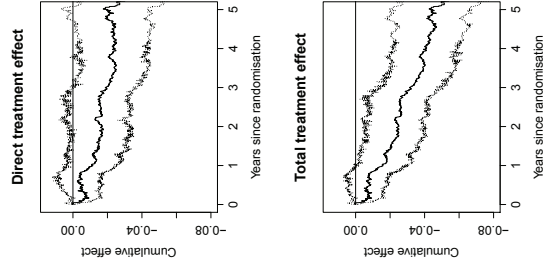 Direct treatment effect
0.00
−0.04
−0.08
Cumulative effect
0 1 2 3 4 5
Years since randomisation
Total treatment effect
0.00
−0.04
−0.08
Cumulative effect
0 1 2 3 4 5
Years since randomisation